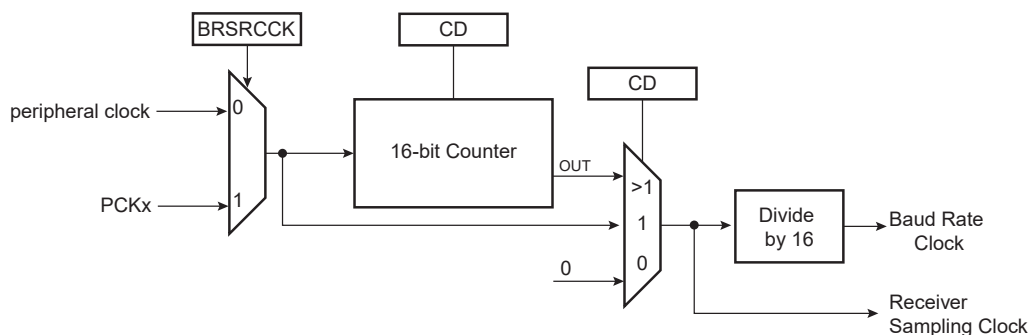 BRSRCCK
CD
CD
peripheral clock
0
16-bit Counter
OUT
>1
PCKx
1
1
Divide
by 16
Baud Rate
Clock
0
0
Receiver
Sampling Clock